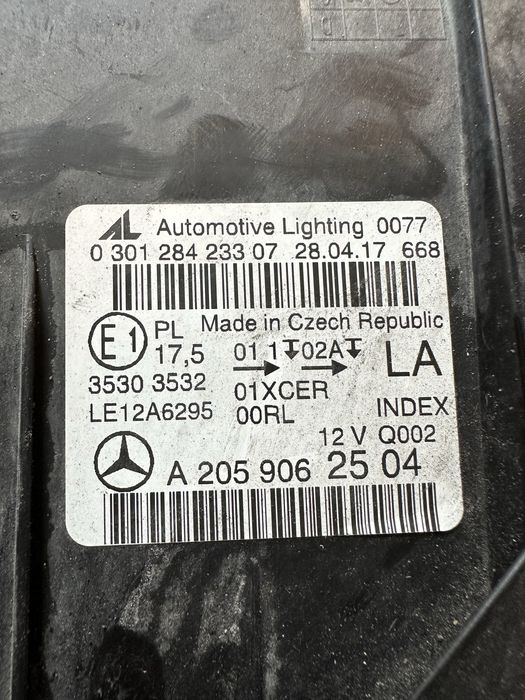 AL Automotive Lighting 0077
0 301 284 233 07 28.04.17 668
E1 PL Made in Czech Republic
17,5 01 1 02A LA
3530 3532 01XCER
LE12A6295 00RL INDEX
12 V Q002
A 205 906 25 04